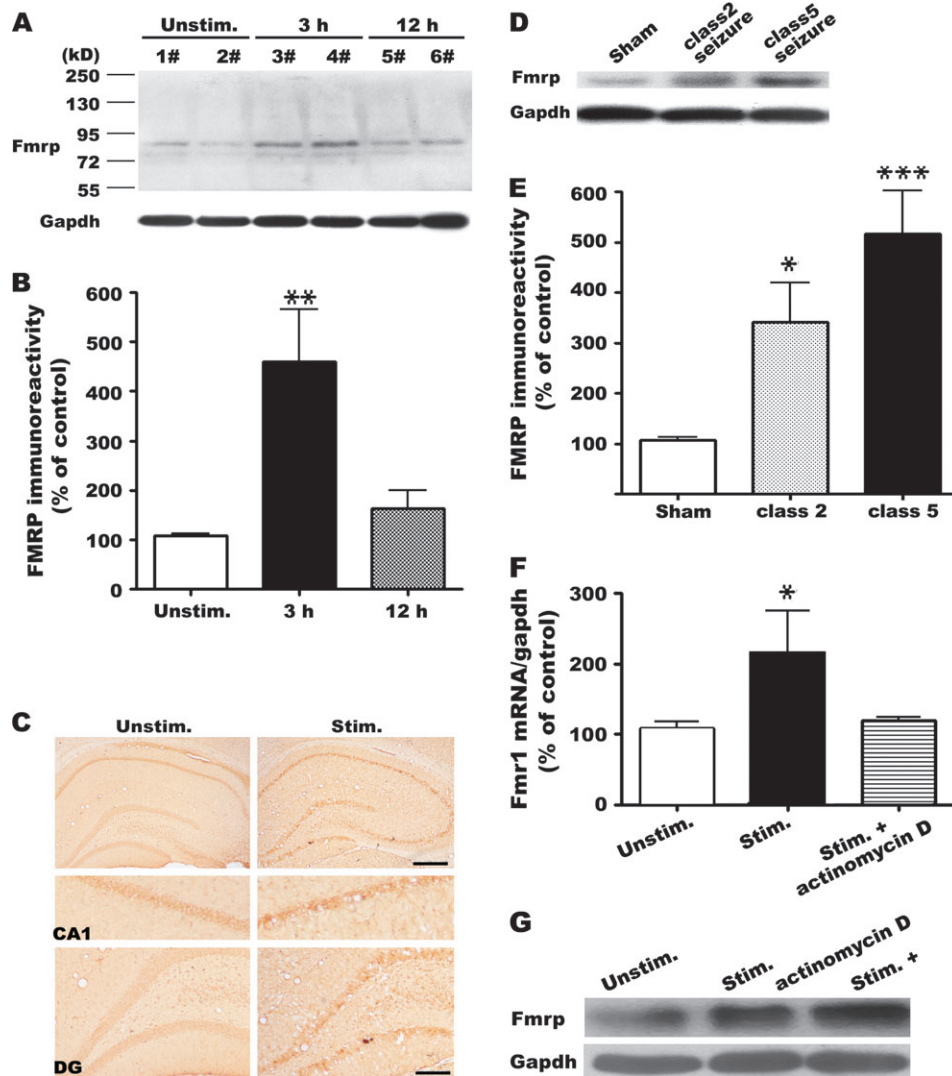 A
Unstim. 3 h 12 h
(kD) 1# 2# 3# 4# 5# 6#
250
130
95
Fmrp
72
55
Gapdh
B
FMRP immunoreactivity
(% of control)
600
500
400
300
200
100
0
**
Unstim. 3 h 12 h
C
Unstim. Stim.
CA1
DG
D
Sham
class2
seizure
class5
seizure
Fmrp
Gapdh
E
FMRP immunoreactivity
(% of control)
600
500
400
300
200
100
*
***
Sham class 2 class 5
F
Fmr1 mRNA/gapdh
(% of control)
300
200
100
0
*
Unstim.
Stim.
Stim. +
actinomycin D
G
Unstim.
Stim.
actinomycin D
Stim. +
Fmrp
Gapdh